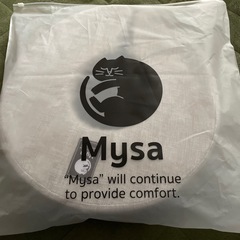 Mysa
“Mysa” will continue
to provide comfort.